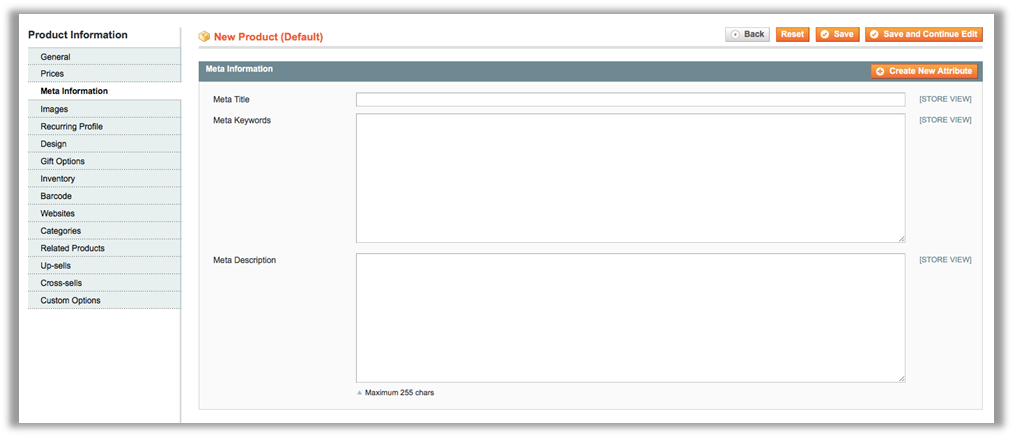 Product Information
General
Prices
Meta Information
Images
Recurring Profile
Design
Gift Options
Inventory
Barcode
Websites
Categories
Related Products
Up-sells
Cross-sells
Custom Options
New Product (Default)
Back Reset Save Save and Continue Edit
Meta Information Create New Attribute
Meta Title [STORE VIEW]
Meta Keywords [STORE VIEW]
Meta Description [STORE VIEW]
Maximum 255 chars